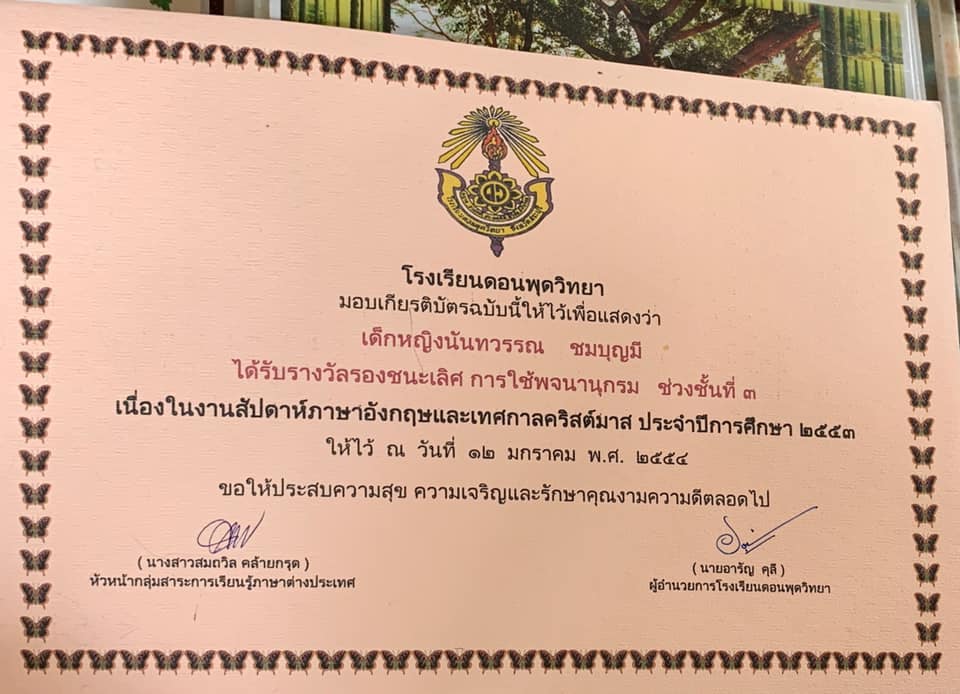 โรงเรียนดอนพุดวิทยา
มอบเกียรติบัตรฉบับนี้ให้ไว้เพื่อแสดงว่า
เด็กหญิงนันทวรรณ ชมบุญมี
ได้รับรางวัลรองชนะเลิศ การใช้พจนานุกรม ช่วงชั้นที่ ๓
เนื่องในงานสัปดาห์ภาษาอังกฤษและเทศกาลคริสต์มาส ประจำปีการศึกษา ๒๕๕๓
ให้ไว้ ณ วันที่ ๑๒ มกราคม พ.ศ. ๒๕๕๔
ขอให้ประสบความสุข ความเจริญและรักษาคุณงามความดีตลอดไป
( นางสาวสมถวิล คล้ายกรุต )
หัวหน้ากลุ่มสาระการเรียนรู้ภาษาต่างประเทศ
( นายอารัญ คุลี )
ผู้อำนวยการโรงเรียนดอนพุดวิทยา